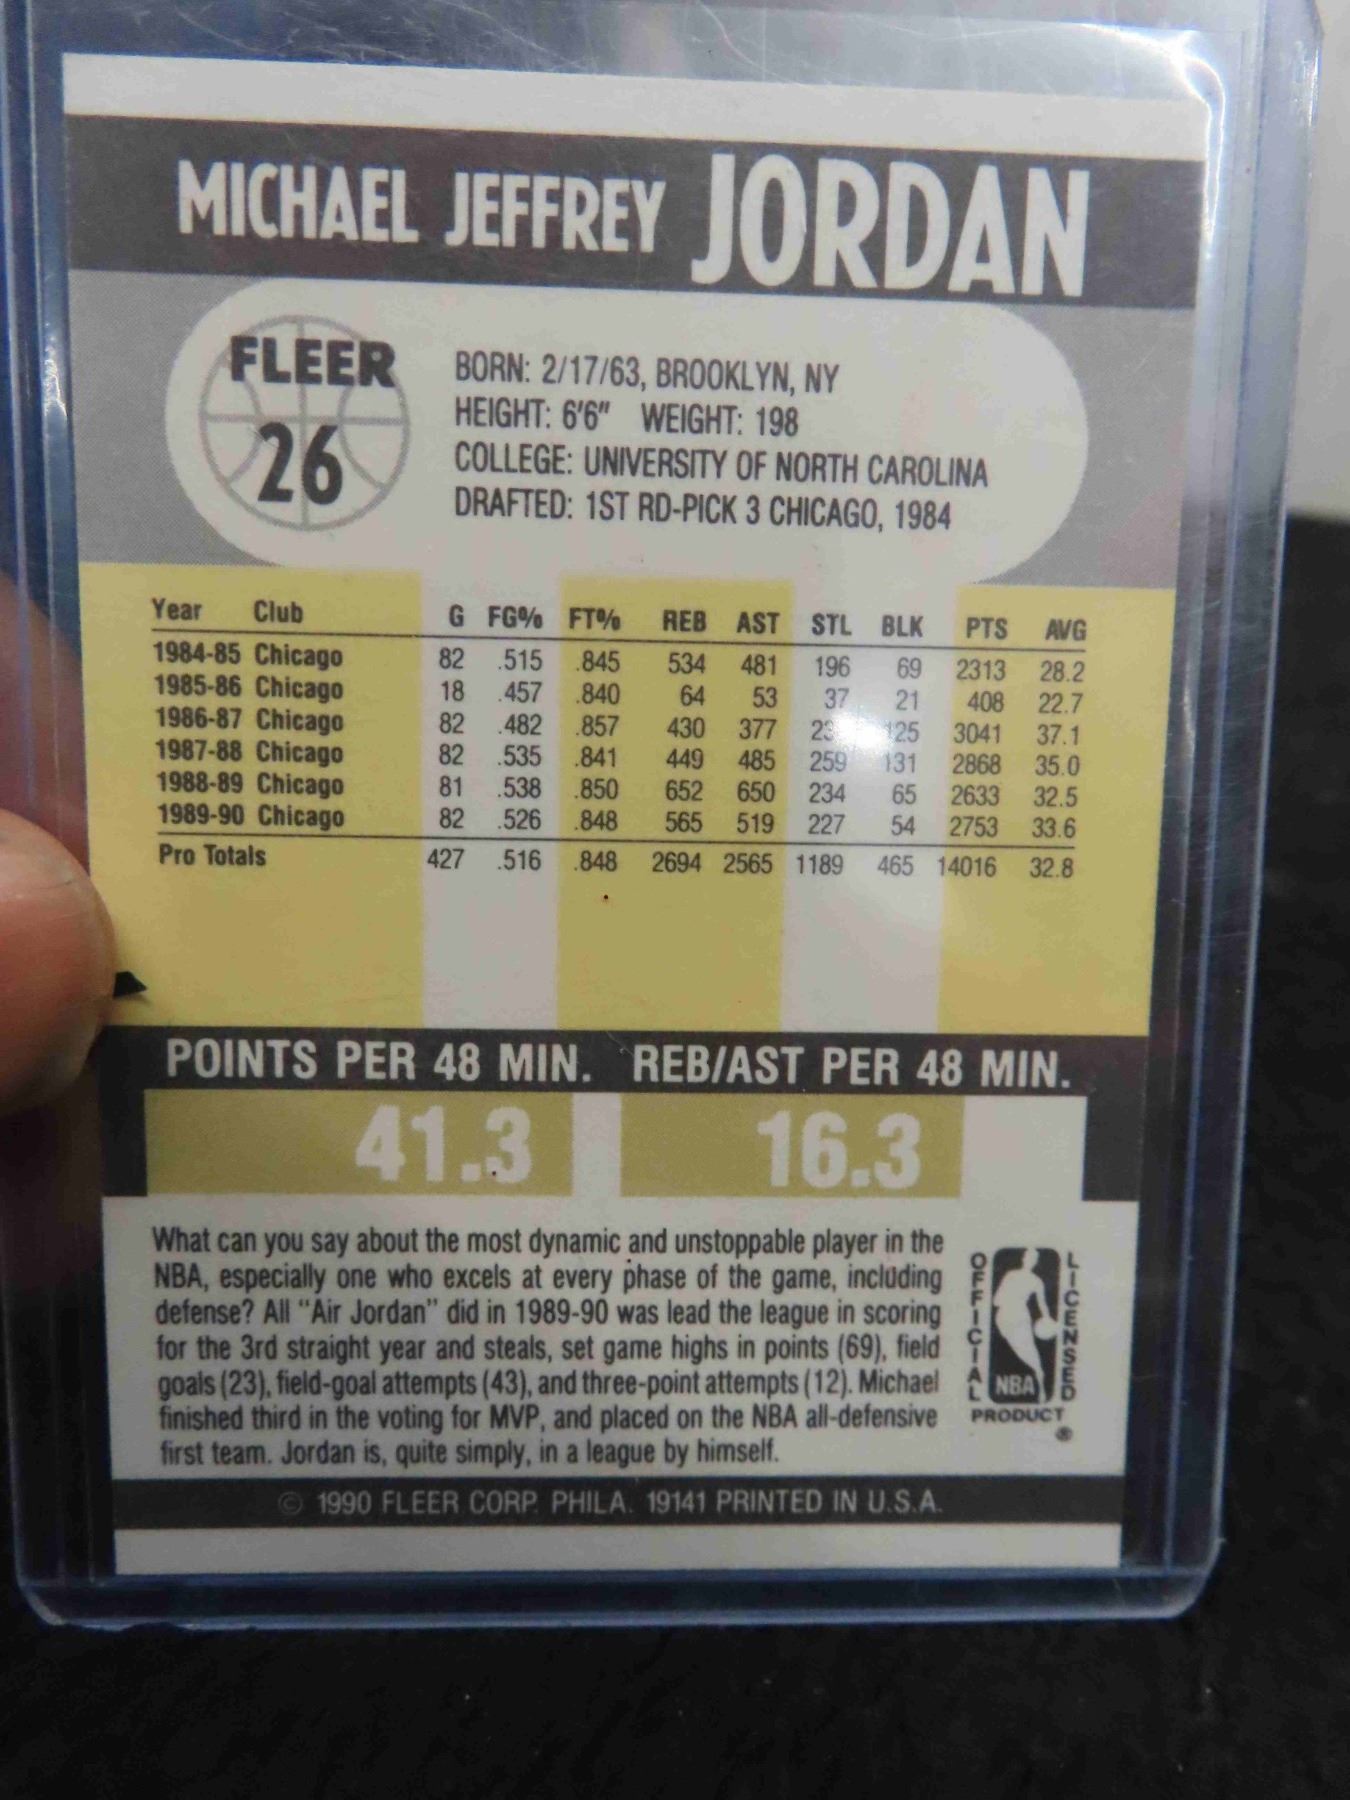 MICHAEL JEFFREY JORDAN
FLEER
26
BORN: 2/17/63, BROOKLYN, NY
HEIGHT: 6'6" WEIGHT: 198
COLLEGE: UNIVERSITY OF NORTH CAROLINA
DRAFTED: 1ST RD-PICK 3 CHICAGO, 1984
Year Club G FG% FT% REB AST STL BLK PTS AVG
1984-85 Chicago 82 .515 .845 534 481 196 69 2313 28.2
1985-86 Chicago 18 .457 .840 64 53 37 21 408 22.7
1986-87 Chicago 82 .482 .857 430 377 125 3041 37.1
1987-88 Chicago 82 .535 .841 449 485 259 131 2868 35.0
1988-89 Chicago 81 .538 .850 652 650 234 65 2633 32.5
1989-90 Chicago 82 .526 .848 565 519 227 54 2753 33.6
Pro Totals 427 .516 .848 2694 2565 1189 465 14016 32.8
POINTS PER 48 MIN. REB/AST PER 48 MIN.
41.3 16.3
What can you say about the most dynamic and unstoppable player in the
NBA, especially one who excels at every phase of the game, including
defense? All "Air Jordan" did in 1989-90 was lead the league in scoring
for the 3rd straight year and steals, set game highs in points (69), field
goals (23), field-goal attempts (43), and three-point attempts (12). Michael
finished third in the voting for MVP, and placed on the NBA all-defensive
first team. Jordan is, quite simply, in a league by himself.
OFFICIAL
NBA
LICENSED
PRODUCT
®
© 1990 FLEER CORP. PHILA. 19141 PRINTED IN U.S.A.